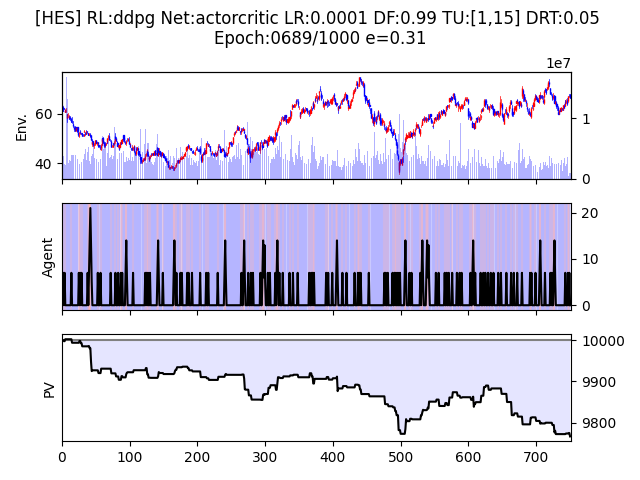 [HES] RL:ddpg Net:actorcritic LR:0.0001 DF:0.99 TU:[1,15] DRT:0.05
Epoch:0689/1000 e=0.31
1e7
Env.
60
40
1
0
Agent
20
10
0
PV
10000
9900
9800
0 100 200 300 400 500 600 700